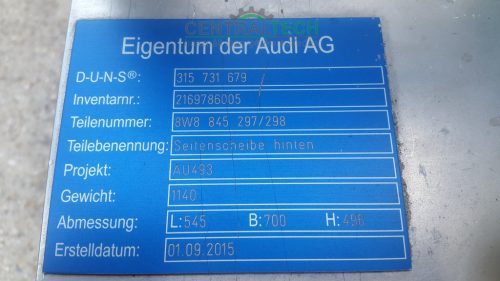 CENTRALTECH
Eigentum der Audi AG
D-U-N-S®: 315 731 679
Inventarnr.: 2169786005
Teilenummer: 8W8 845 297/298
Teilebenennung: Seitenscheibe hinten
Projekt: AU493
Gewicht: 1140
Abmessung: L:545 B:700 H:496
Erstelldatum: 01.09.2015